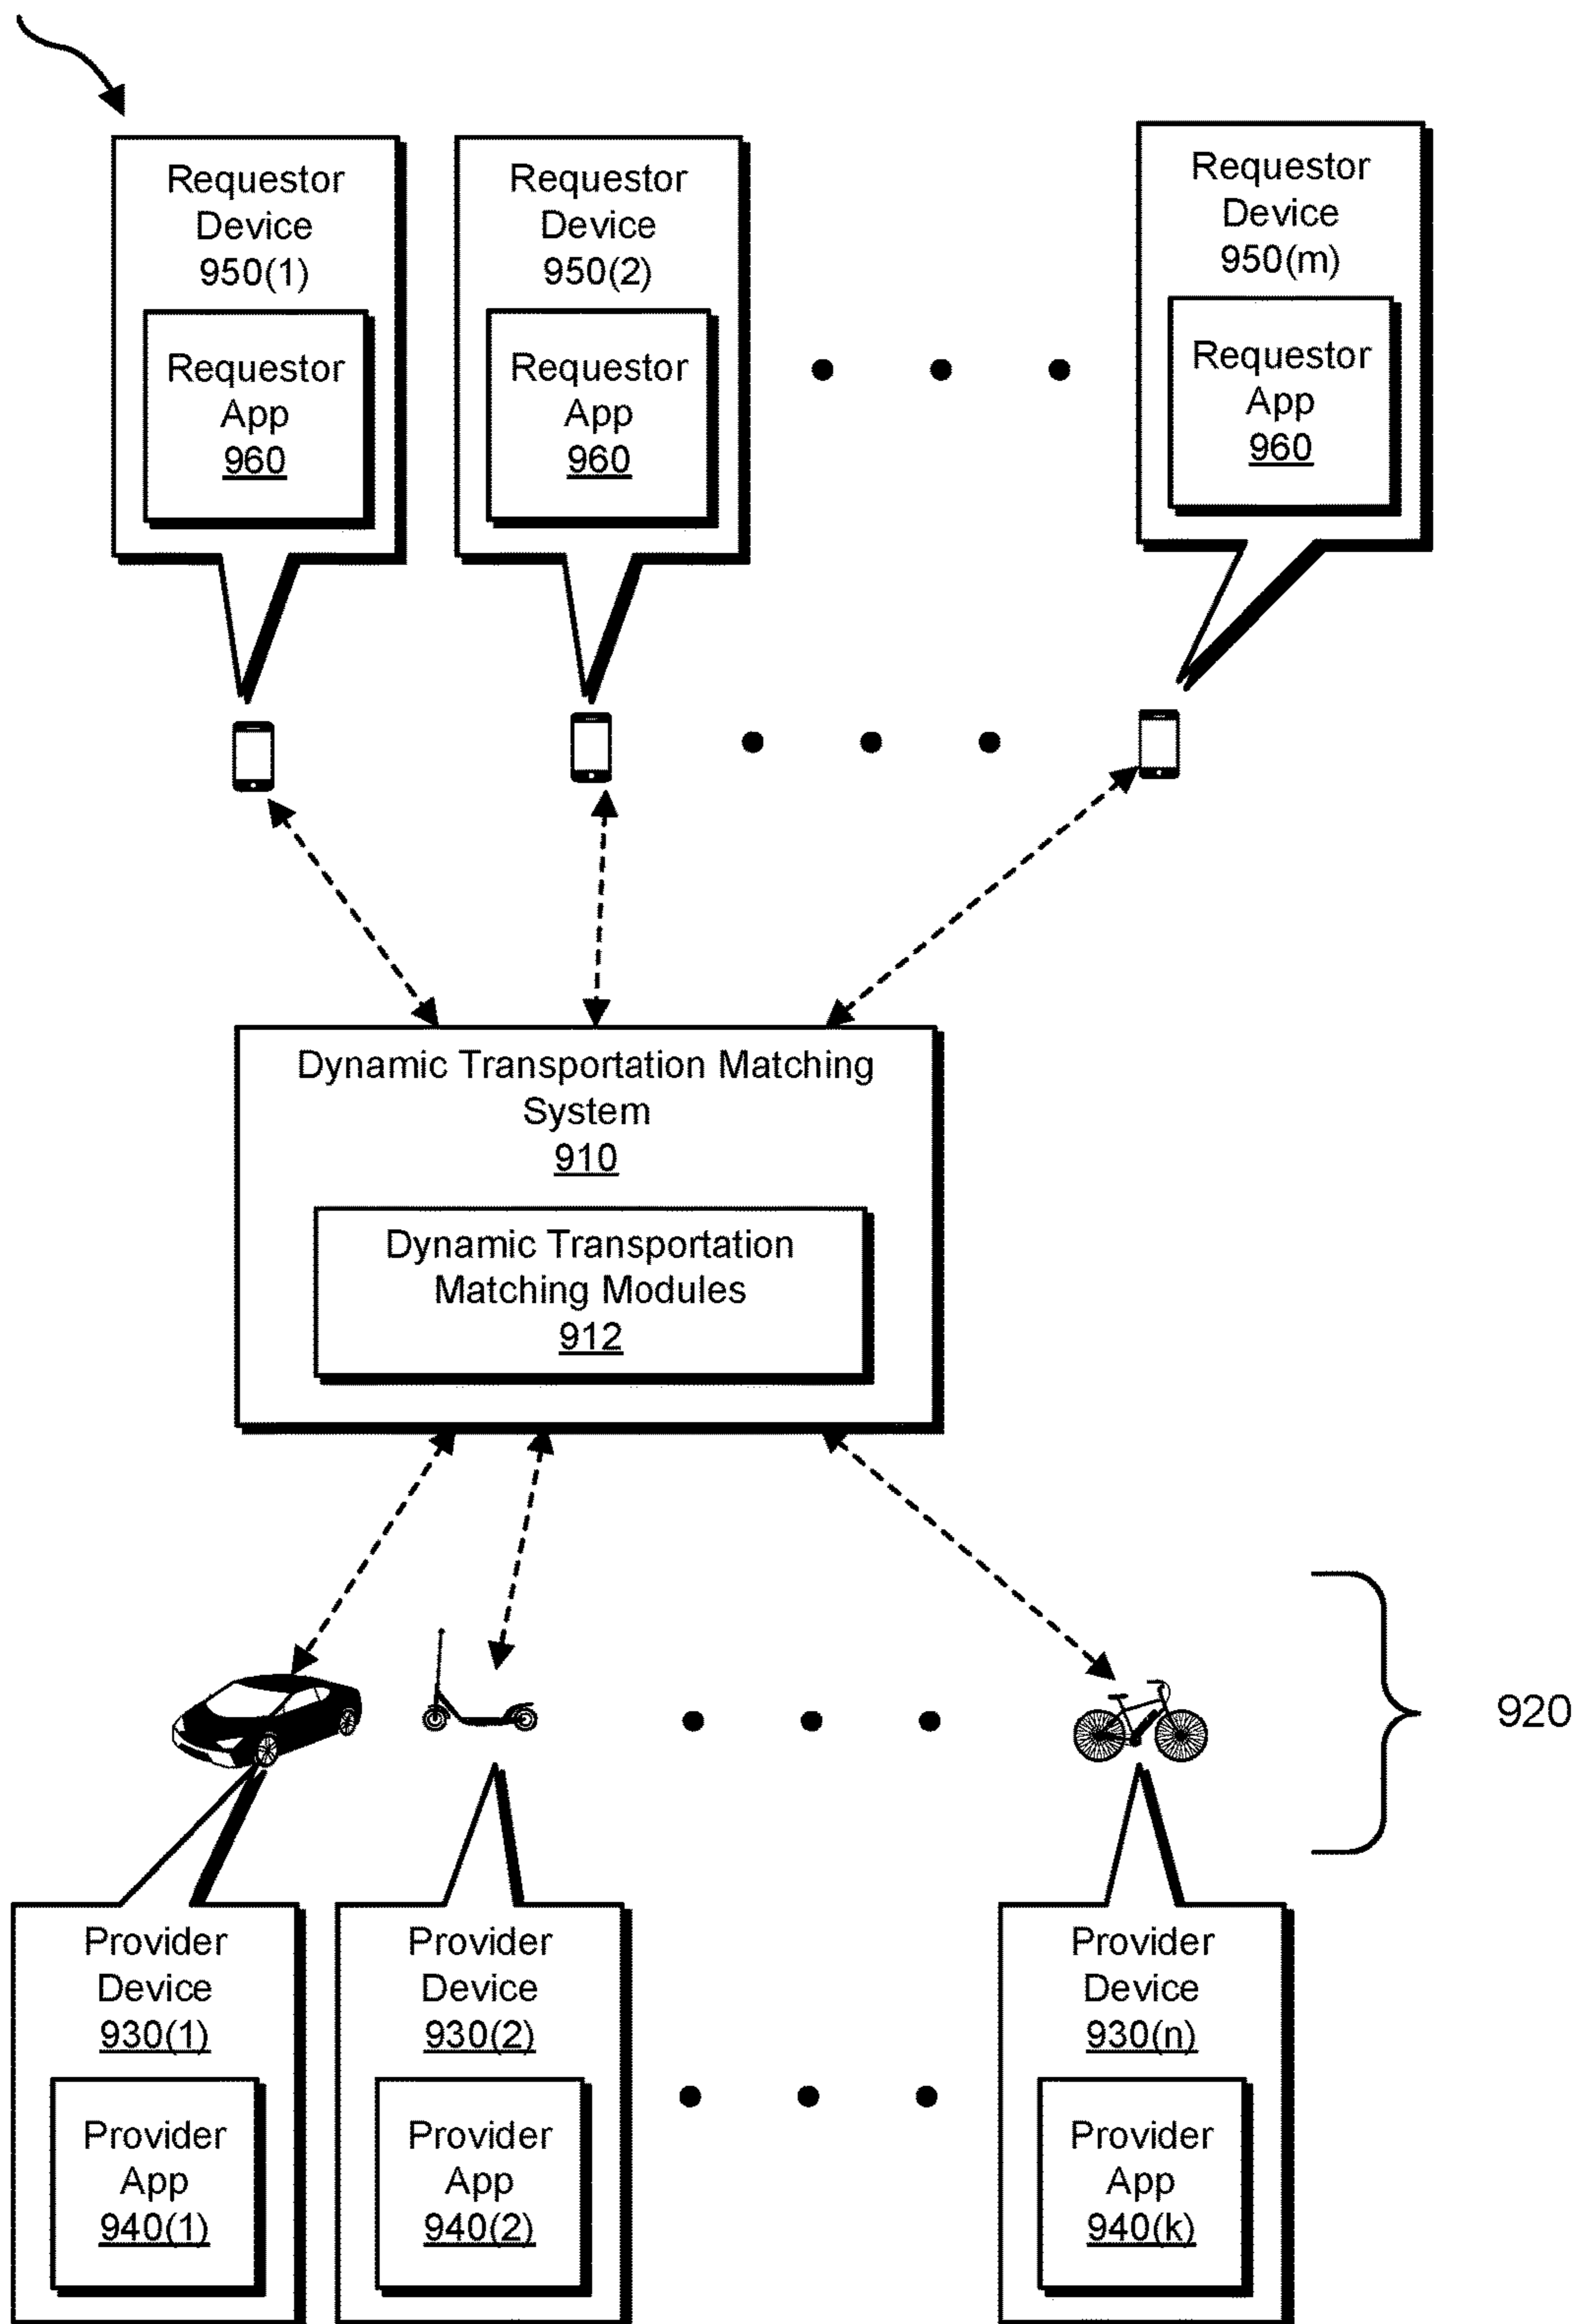 Requestor
Device
950(1)
Requestor
App
960
Requestor
Device
950(2)
Requestor
App
960
Requestor
Device
950(m)
Requestor
App
960
Dynamic Transportation Matching
System
910
Dynamic Transportation
Matching Modules
912
920
Provider
Device
930(1)
Provider
App
940(1)
Provider
Device
930(2)
Provider
App
940(2)
Provider
Device
930(n)
Provider
App
940(k)